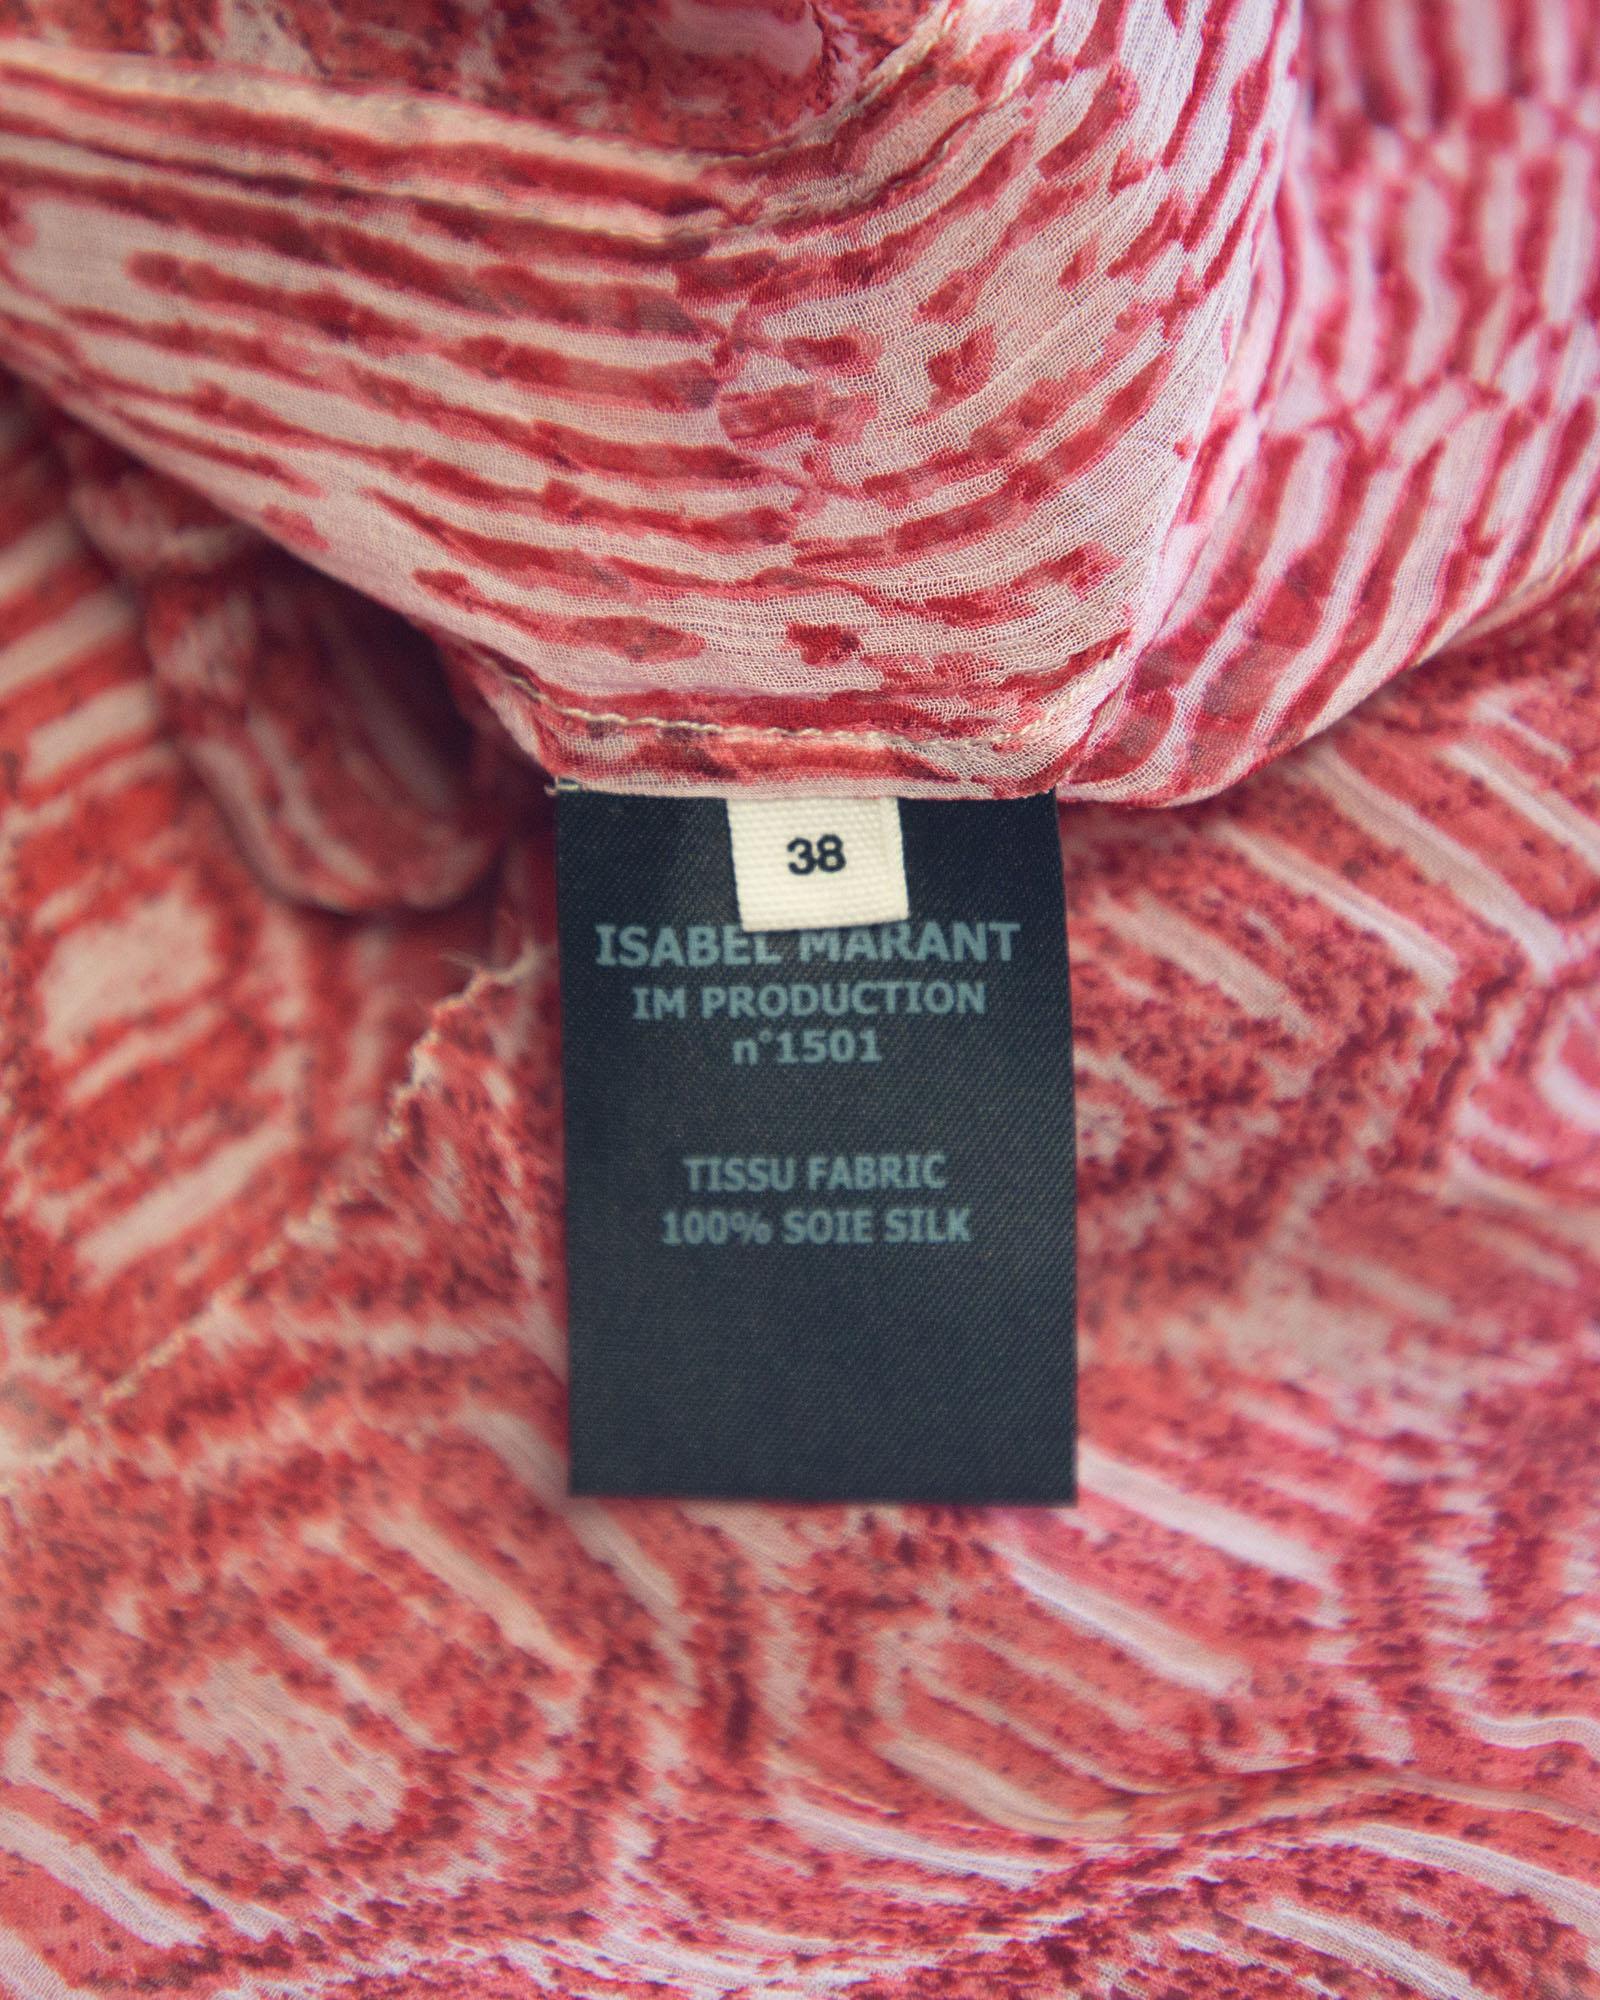 38
ISABEL MARANT
IM PRODUCTION
n°1501
TISSU FABRIC
100% SOIE SILK